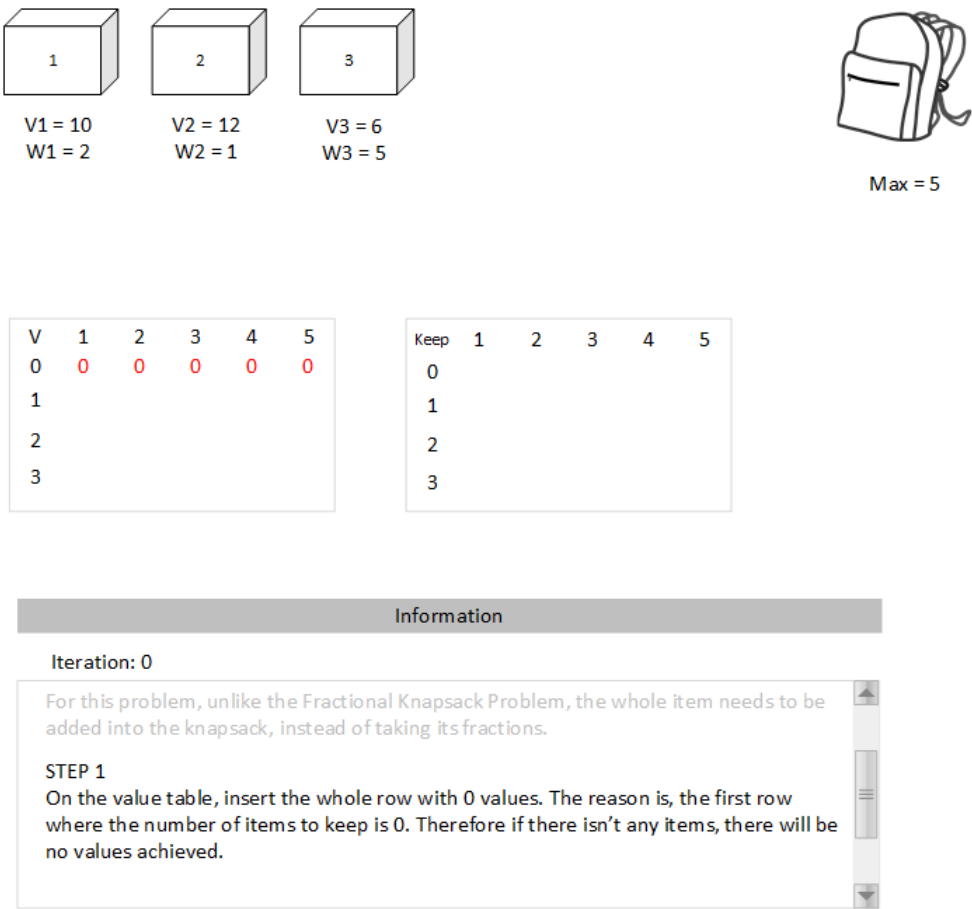 1 2 3
V1 = 10 V2 = 12 V3 = 6
W1 = 2 W2 = 1 W3 = 5
Max = 5
V 1 2 3 4 5
0 0 0 0 0 0
1
2
3
Keep 1 2 3 4 5
0
1
2
3
Information
Iteration: 0
For this problem, unlike the Fractional Knapsack Problem, the whole item needs to be
added into the knapsack, instead of taking its fractions.
STEP 1
On the value table, insert the whole row with 0 values. The reason is, the first row
where the number of items to keep is 0. Therefore if there isn't any items, there will be
no values achieved.